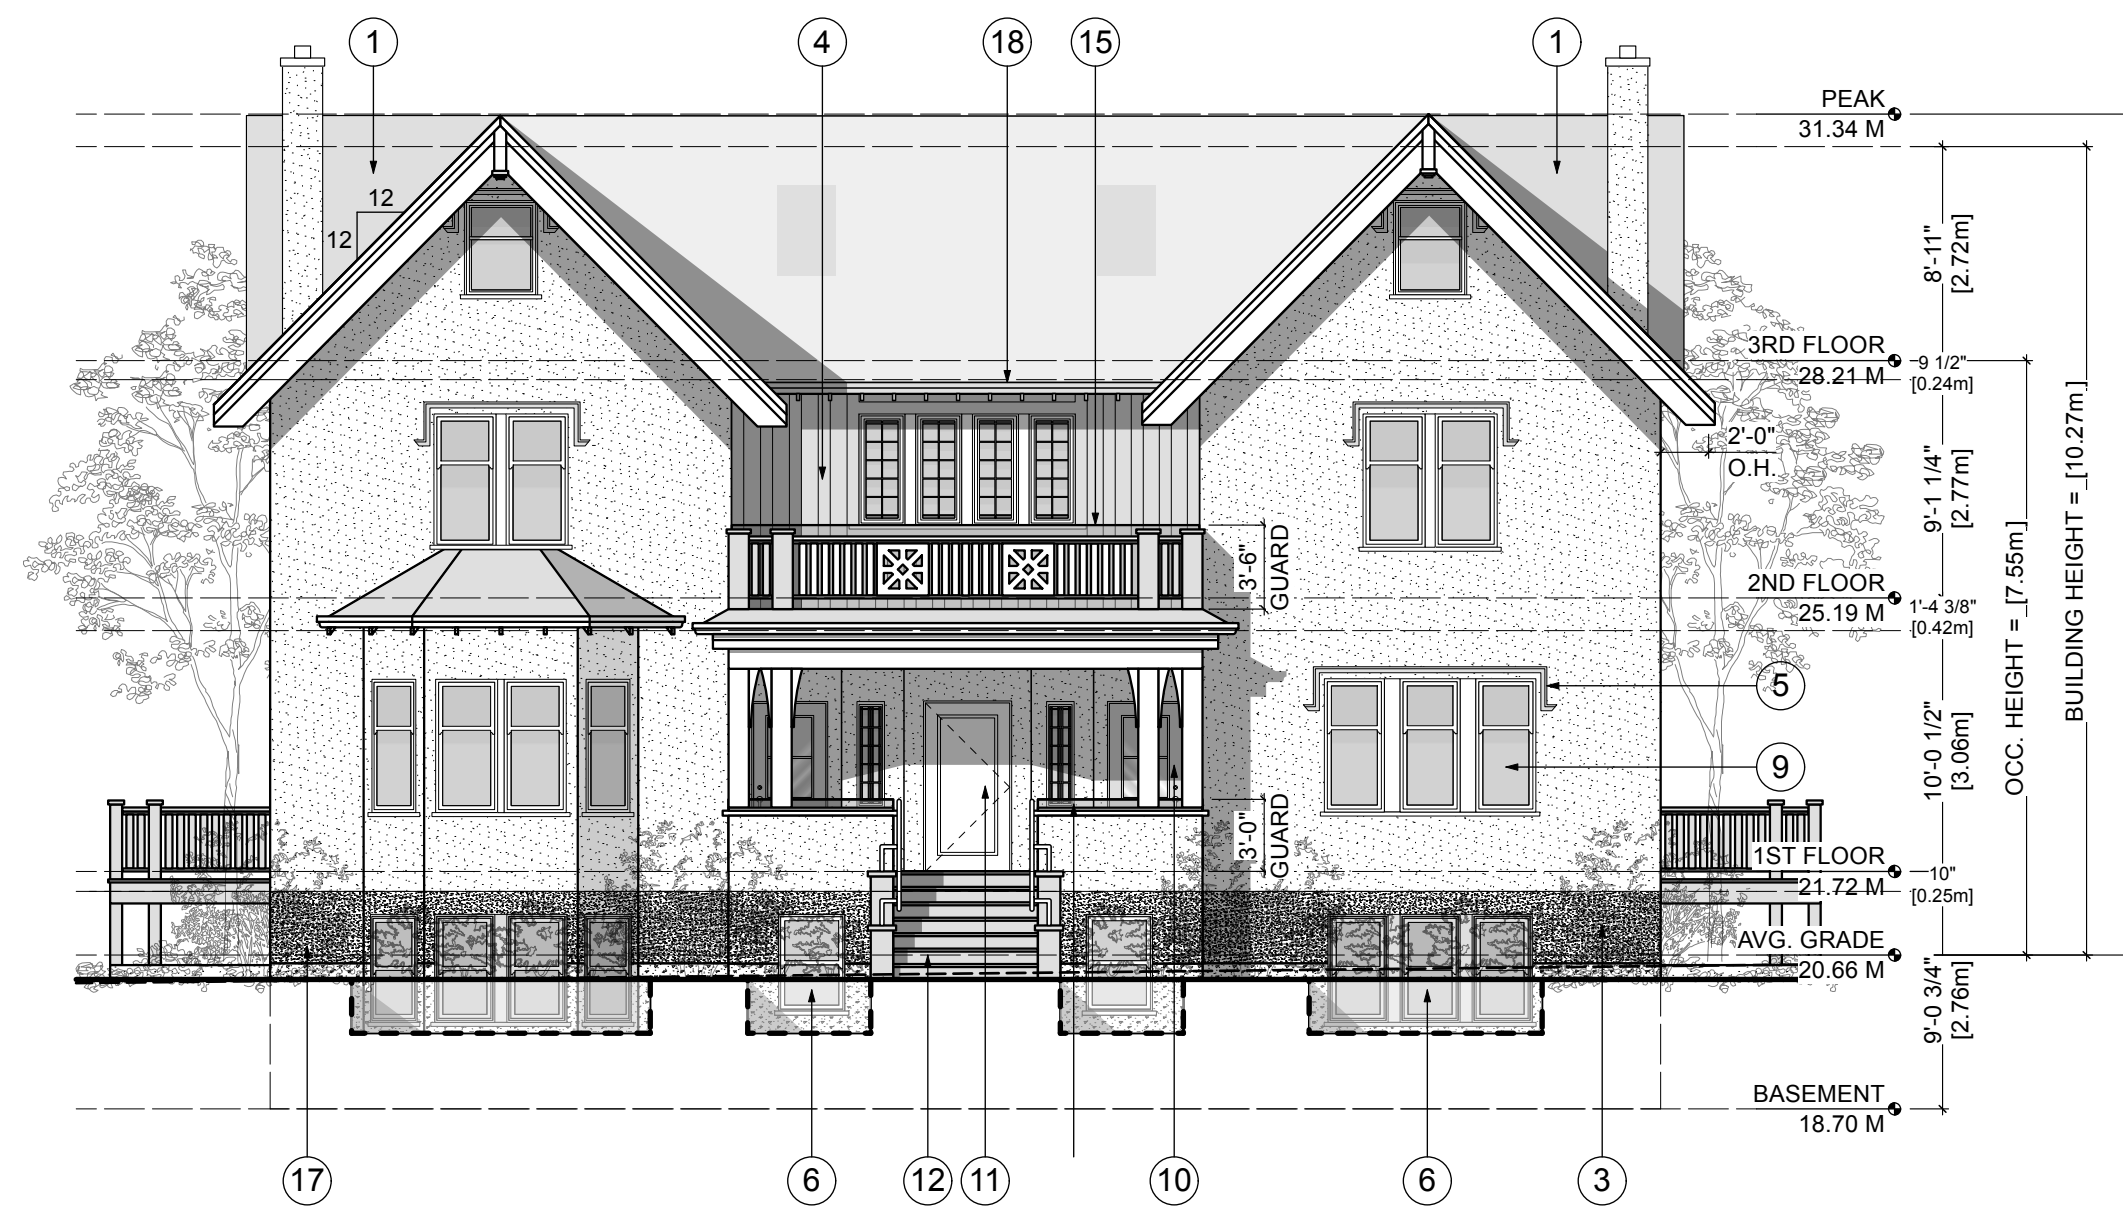 1
4
18
15
1
PEAK
31.34 M
12
12
8'-11"
[2.72m]
3RD FLOOR
28.21 M
9 1/2"
[0.24m]
2'-0"
O.H.
9'-1 1/4"
[2.77m]
3'-6"
GUARD
2ND FLOOR
25.19 M
1'-4 3/8"
[0.42m]
OCC. HEIGHT = [7.55m]
BUILDING HEIGHT = [10.27m]
5
9
10'-0 1/2"
[3.06m]
3'-0"
GUARD
1ST FLOOR
21.72 M
10"
[0.25m]
AVG. GRADE
20.66 M
9'-0 3/4"
[2.76m]
BASEMENT
18.70 M
17
6
12
11
10
6
3